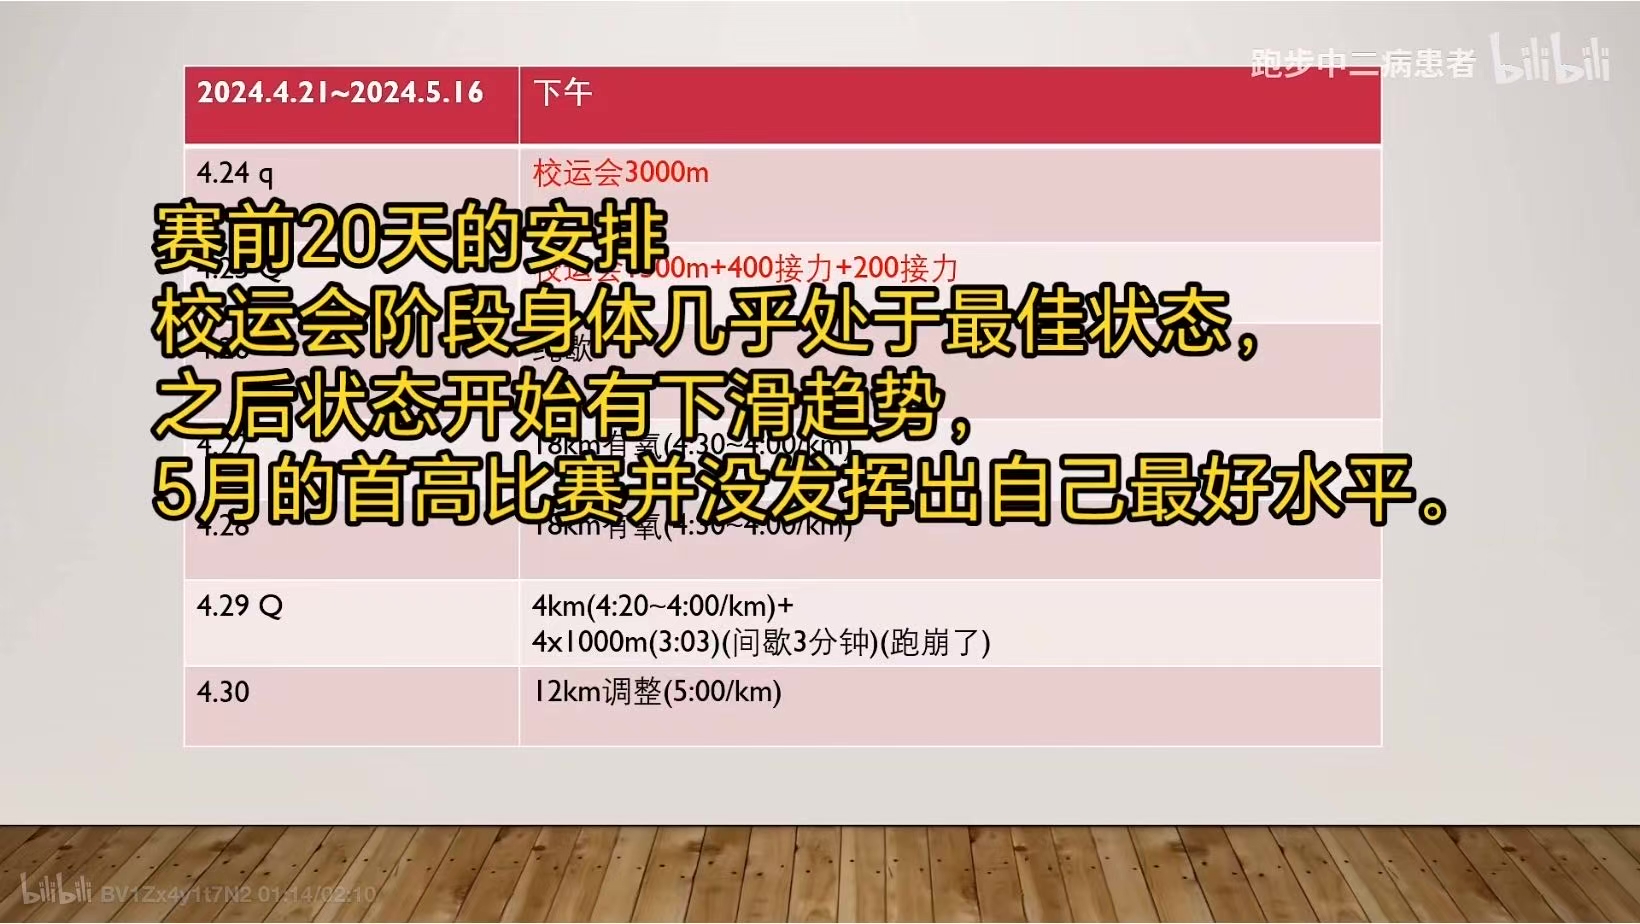 跑步中二病患者 bilibili
2024.4.21~2024.5.16 下午
4.24 q 校运会3000m
赛前20天的安排
4.25 Q 校运会1500m+400接力+200接力
校运会阶段身体几乎处于最佳状态，
4.26 纯歇
之后状态开始有下滑趋势，
4.27 18km有氧(4:30~4:00/km)
5月的首高比赛并没发挥出自己最好水平。
4.28 18km有氧(4:30~4:00/km)
4.29 Q 4km(4:20~4:00/km)+
4x1000m(3:03)(间歇3分钟)(跑崩了)
4.30 12km调整(5:00/km)
bilibili BV1Zx4y1t7N2 01:14/02:10